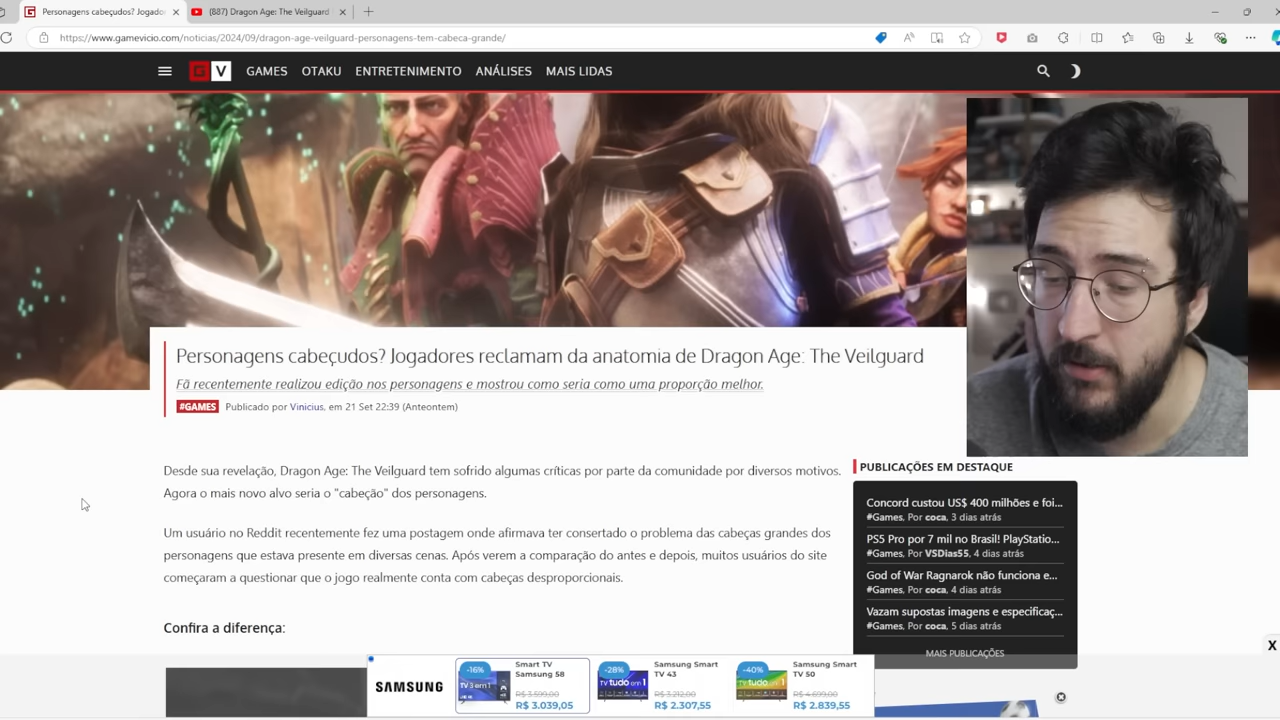 Personagens cabeçudos? Jogador
(887) Dragon Age: The Veilguard
https://www.gamevicio.com/noticias/2024/09/dragon-age-veilguard-personagens-tem-cabeca-grande/
G V GAMES OTAKU ENTRETENIMENTO ANÁLISES MAIS LIDAS
Personagens cabeçudos? Jogadores reclamam da anatomia de Dragon Age: The Veilguard
Fã recentemente realizou edição nos personagens e mostrou como seria como uma proporção melhor.
#GAMES Publicado por Vinicius, em 21 Set 22:39 (Anteontem)
Desde sua revelação, Dragon Age: The Veilguard tem sofrido algumas críticas por parte da comunidade por diversos motivos.
Agora o mais novo alvo seria o "cabeção" dos personagens.
Um usuário no Reddit recentemente fez uma postagem onde afirmava ter consertado o problema das cabeças grandes dos
personagens que estava presente em diversas cenas. Após verem a comparação do antes e depois, muitos usuários do site
começaram a questionar que o jogo realmente conta com cabeças desproporcionais.
Confira a diferença:
PUBLICAÇÕES EM DESTAQUE
Concord custou US$ 400 milhões e foi...
#Games, Por coca, 3 dias atrás
PS5 Pro por 7 mil no Brasil! PlayStatio...
#Games, Por VSDias55, 4 dias atrás
God of War Ragnarok não funciona e...
#Games, Por coca, 4 dias atrás
Vazam supostas imagens e especificaç...
#Games, Por coca, 5 dias atrás
MAIS PUBLICAÇÕES
X
SAMSUNG
-16%
TV 3 em 1
Smart TV
Samsung 58
R$ 3.599,00
R$ 3.039,05
-28%
TV tudo em 1
Samsung Smart
TV 43
R$ 3.212,00
R$ 2.307,55
-40%
TV tudo em 1
Samsung Smart
TV 50
R$ 4.699,00
R$ 2.839,55